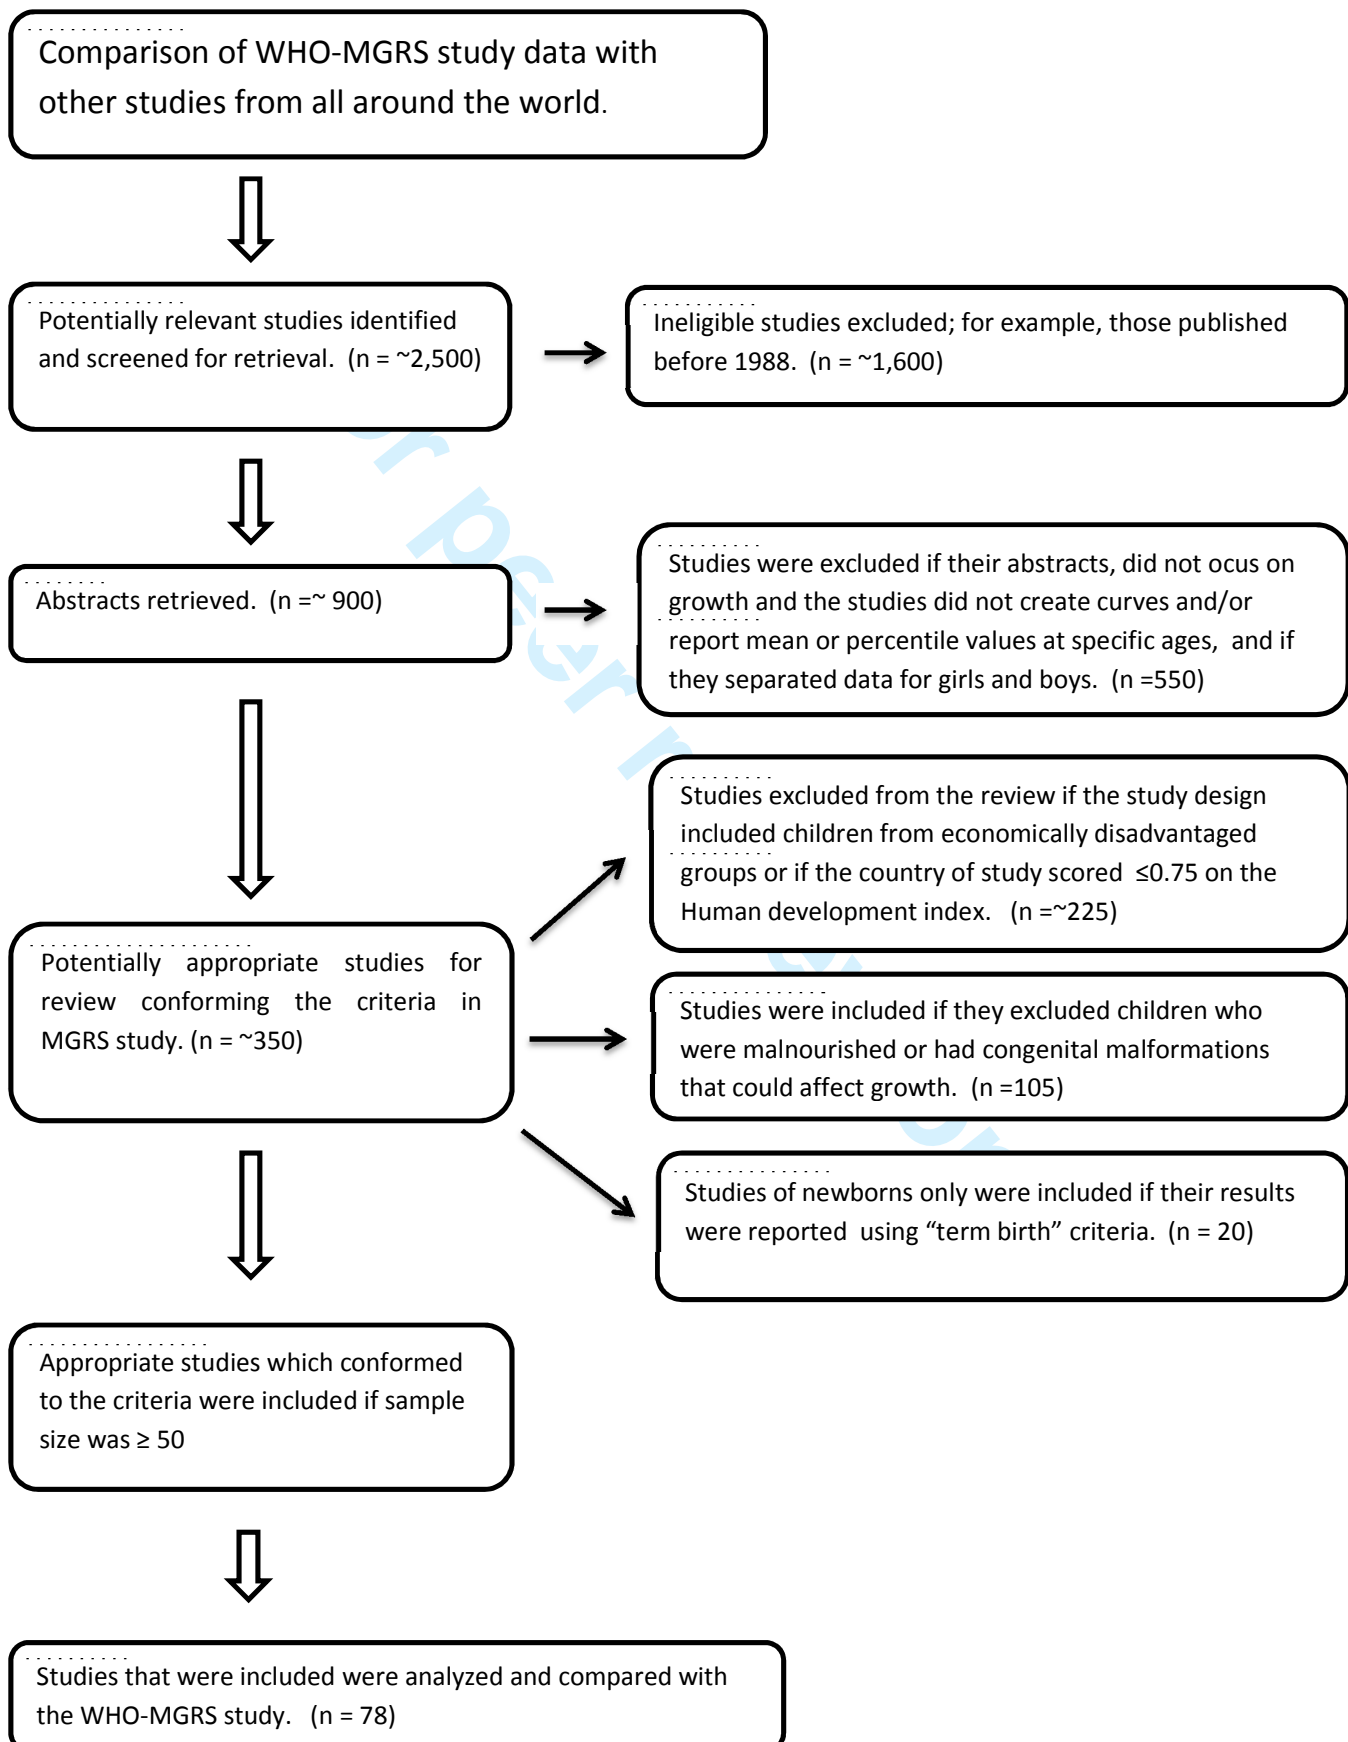 Comparison of WHO-MGRS study data with
other studies from all around the world.
Potentially relevant studies identified
and screened for retrieval. (n = ~2,500)
Ineligible studies excluded; for example, those published
before 1988. (n = ~1,600)
Abstracts retrieved. (n =~ 900)
Studies were excluded if their abstracts, did not ocus on
growth and the studies did not create curves and/or
report mean or percentile values at specific ages, and if
they separated data for girls and boys. (n =550)
Studies excluded from the review if the study design
included children from economically disadvantaged
groups or if the country of study scored ≤0.75 on the
Human development index. (n =~225)
Potentially appropriate studies for
review conforming the criteria in
MGRS study. (n = ~350)
Studies were included if they excluded children who
were malnourished or had congenital malformations
that could affect growth. (n =105)
Studies of newborns only were included if their results
were reported using “term birth” criteria. (n = 20)
Appropriate studies which conformed
to the criteria were included if sample
size was ≥ 50
Studies that were included were analyzed and compared with
the WHO-MGRS study. (n = 78)
peer